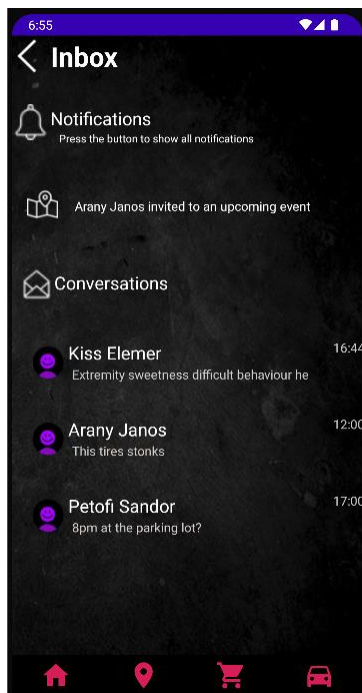 6:55
Inbox
Notifications
Press the button to show all notifications
Arany Janos invited to an upcoming event
Conversations
Kiss Elemer
16:44
Extremity sweetness difficult behaviour he
Arany Janos
12:00
This tires stonks
Petofi Sandor
17:00
8pm at the parking lot?